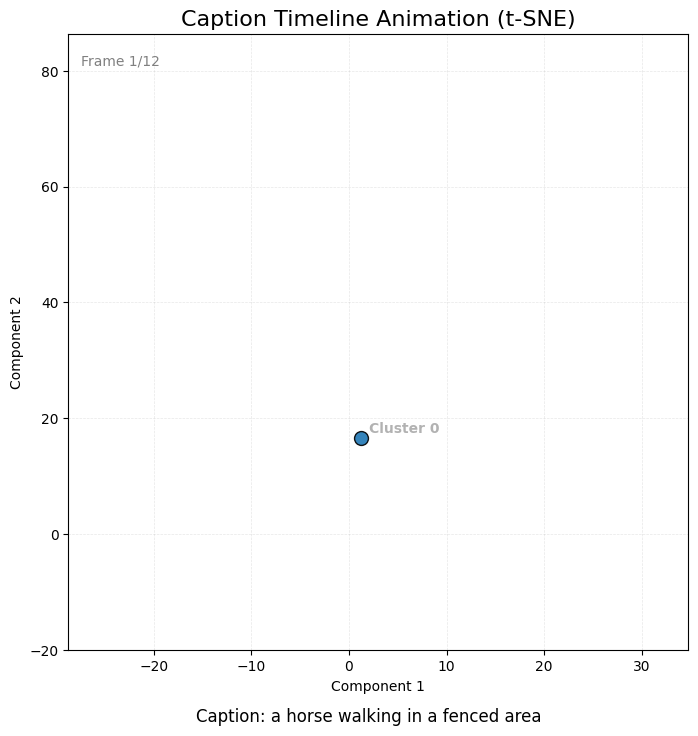 Caption Timeline Animation (t-SNE)
Frame 1/12
80
60
40
20
0
−20
Component 2
Cluster 0
−20
−10
0
10
20
30
Component 1
Caption: a horse walking in a fenced area